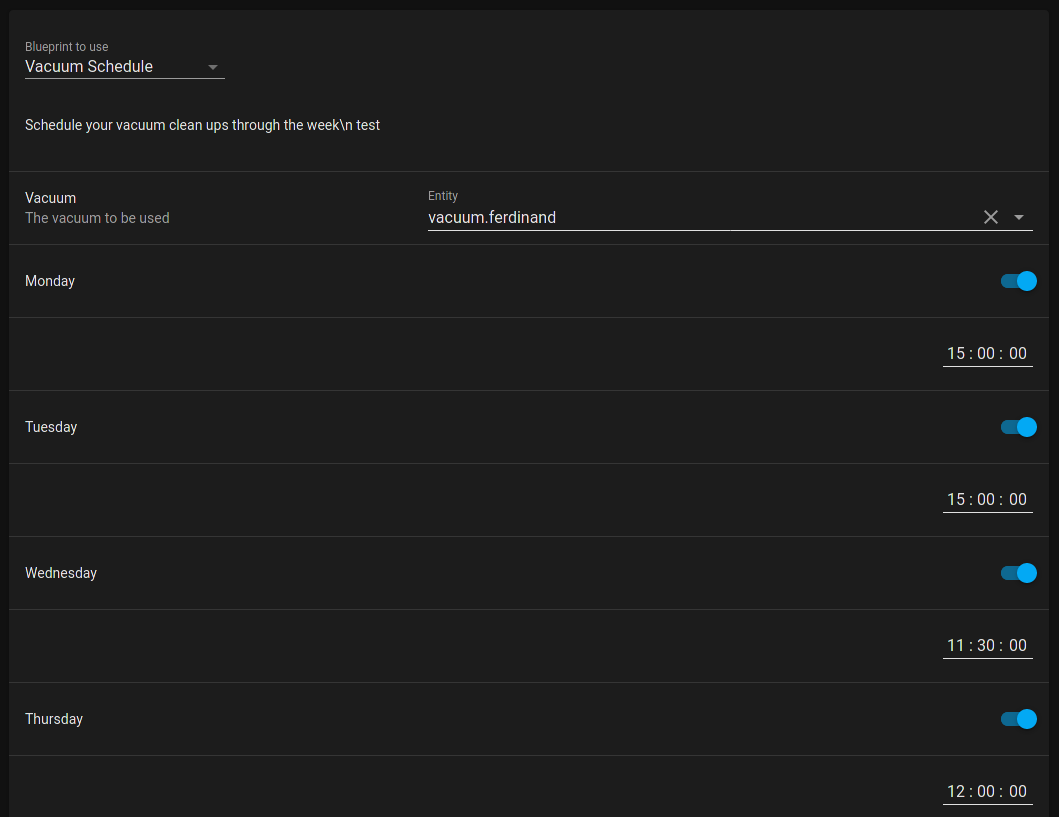 Blueprint to use
Vacuum Schedule
Schedule your vacuum clean ups through the week\n test
Vacuum
The vacuum to be used
Entity
vacuum.ferdinand
Monday
15 : 00 : 00
Tuesday
15 : 00 : 00
Wednesday
11 : 30 : 00
Thursday
12 : 00 : 00